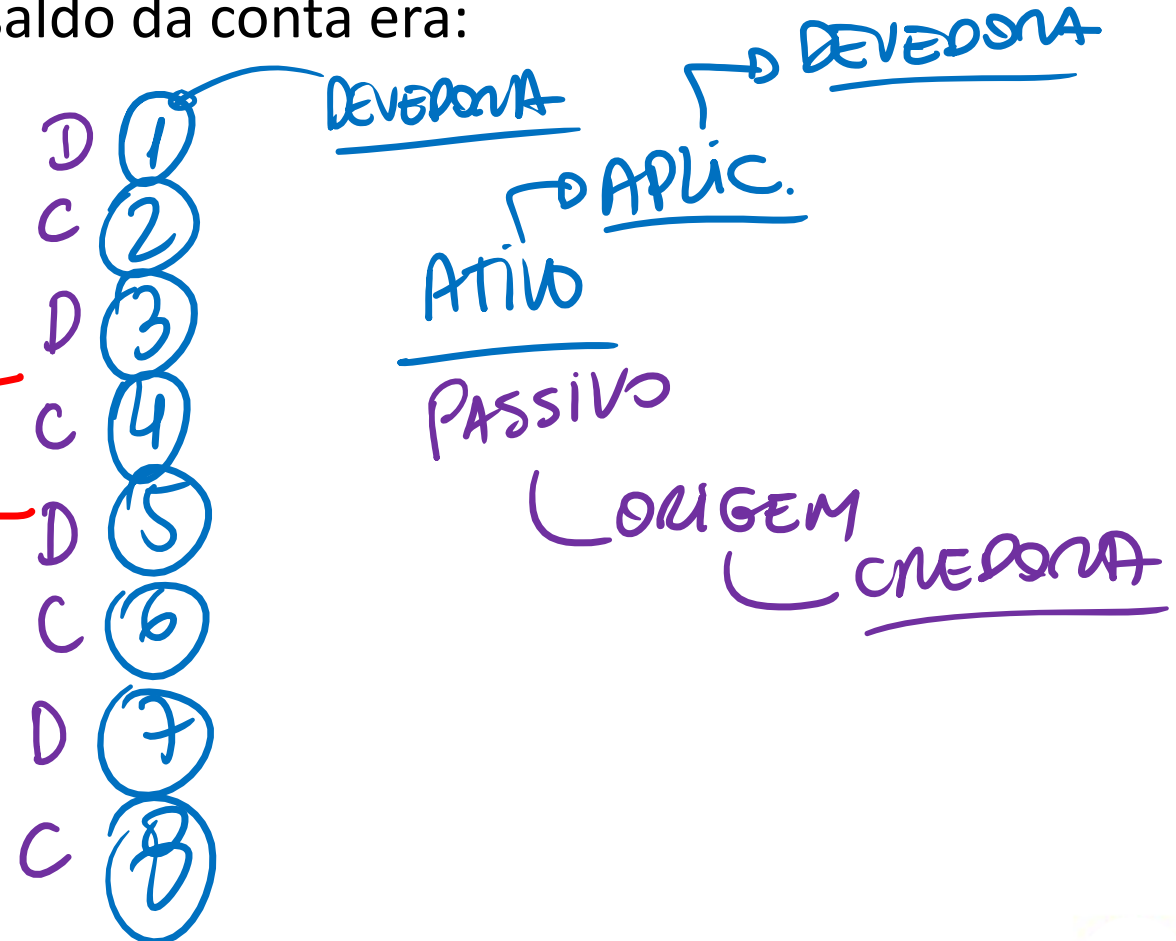 saldo da conta era:
DEVEDORA
D 1 DEVEDORA
C 2 APLIC.
D 3 ATIVO
C 4 PASSIVO
D 5 ORIGEM
CREDORA
C 6
D 7
C 8